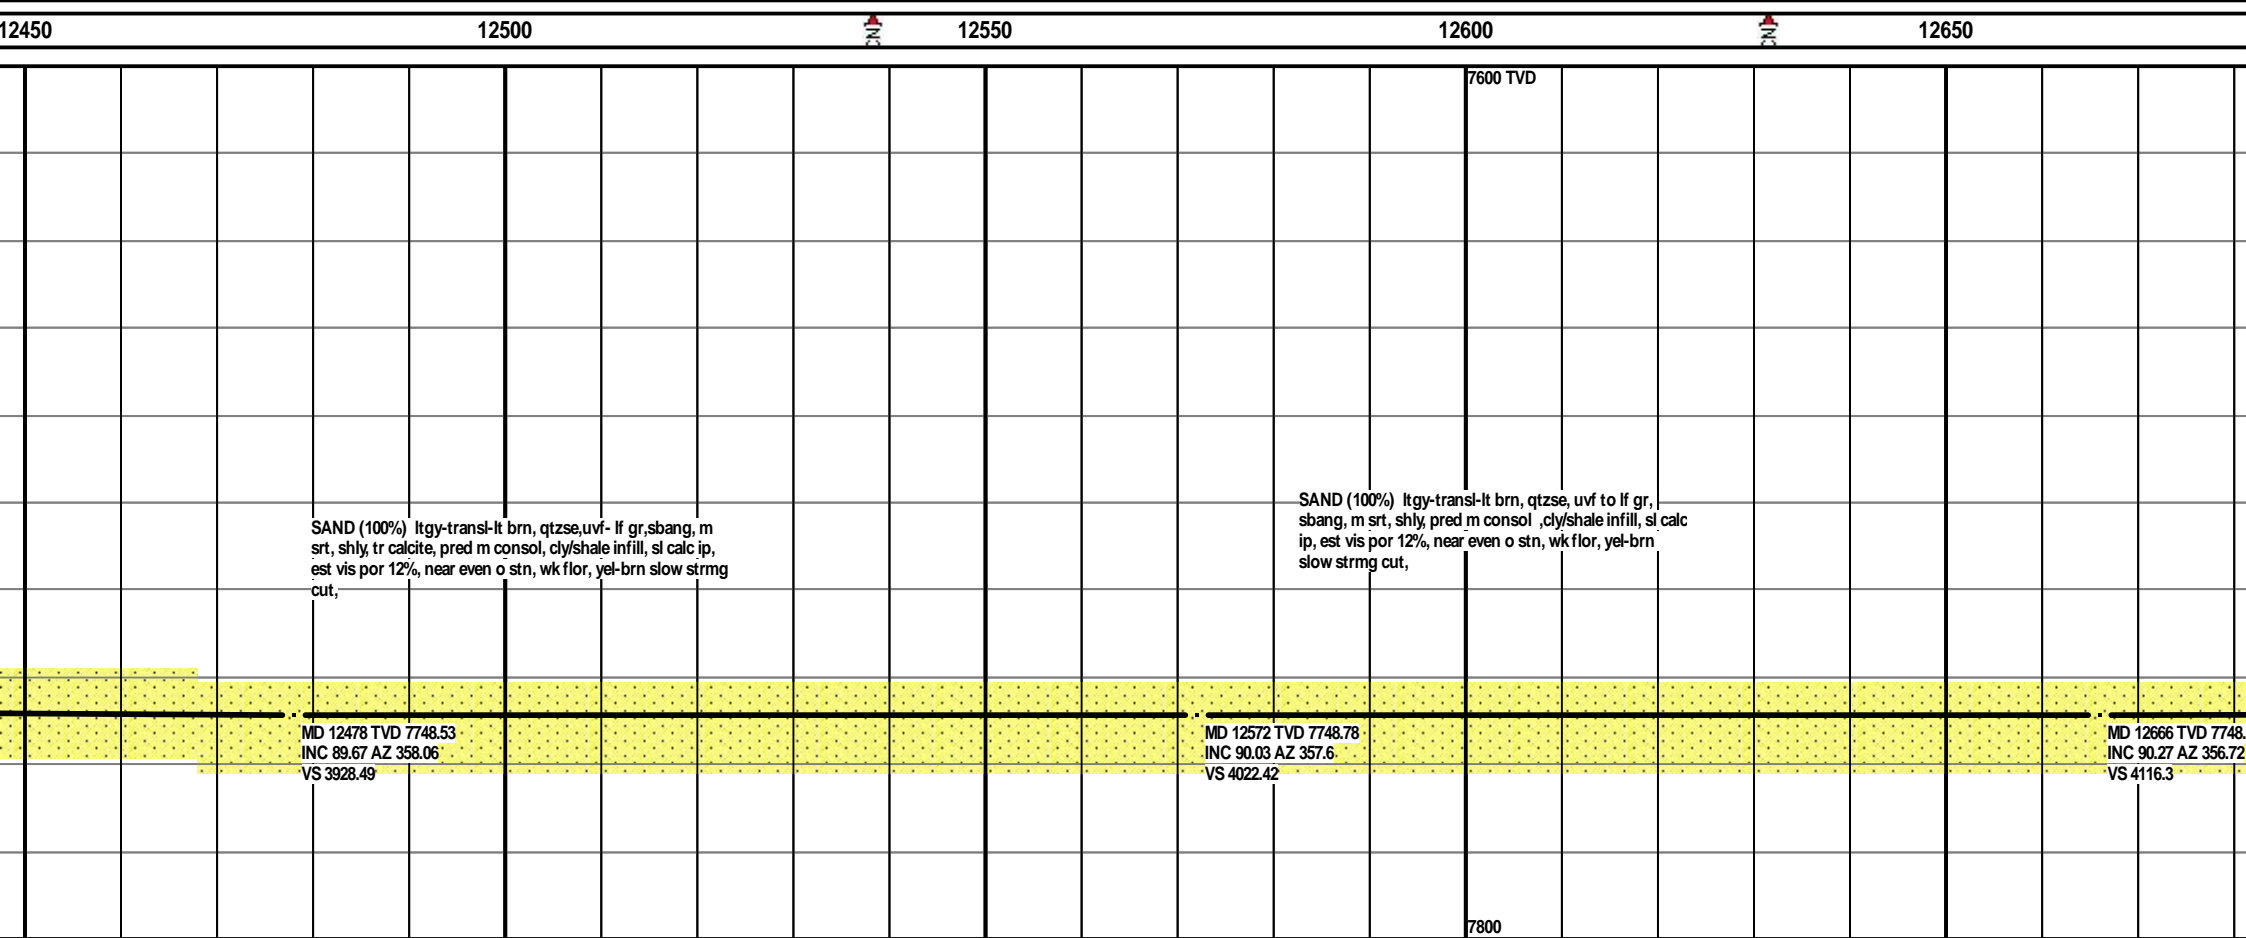 12450 12500 CN 12550 12600 CN 12650
7600 TVD
SAND (100%) ltgy-transl-lt brn, qtzse,uvf- lf gr,sbang, m
srt, shly, tr calcite, pred m consol, cly/shale infill, sl calc ip,
est vis por 12%, near even o stn, wk flor, yel-brn slow strmg
cut,
SAND (100%) ltgy-transl-lt brn, qtzse, uvf to lf gr,
sbang, m srt, shly, pred m consol ,cly/shale infill, sl calc
ip, est vis por 12%, near even o stn, wk flor, yel-brn
slow strmg cut,
MD 12478 TVD 7748.53
INC 89.67 AZ 358.06
VS 3928.49
MD 12572 TVD 7748.78
INC 90.03 AZ 357.6
VS 4022.42
MD 12666 TVD 7748.
INC 90.27 AZ 356.72
VS 4116.3
7800